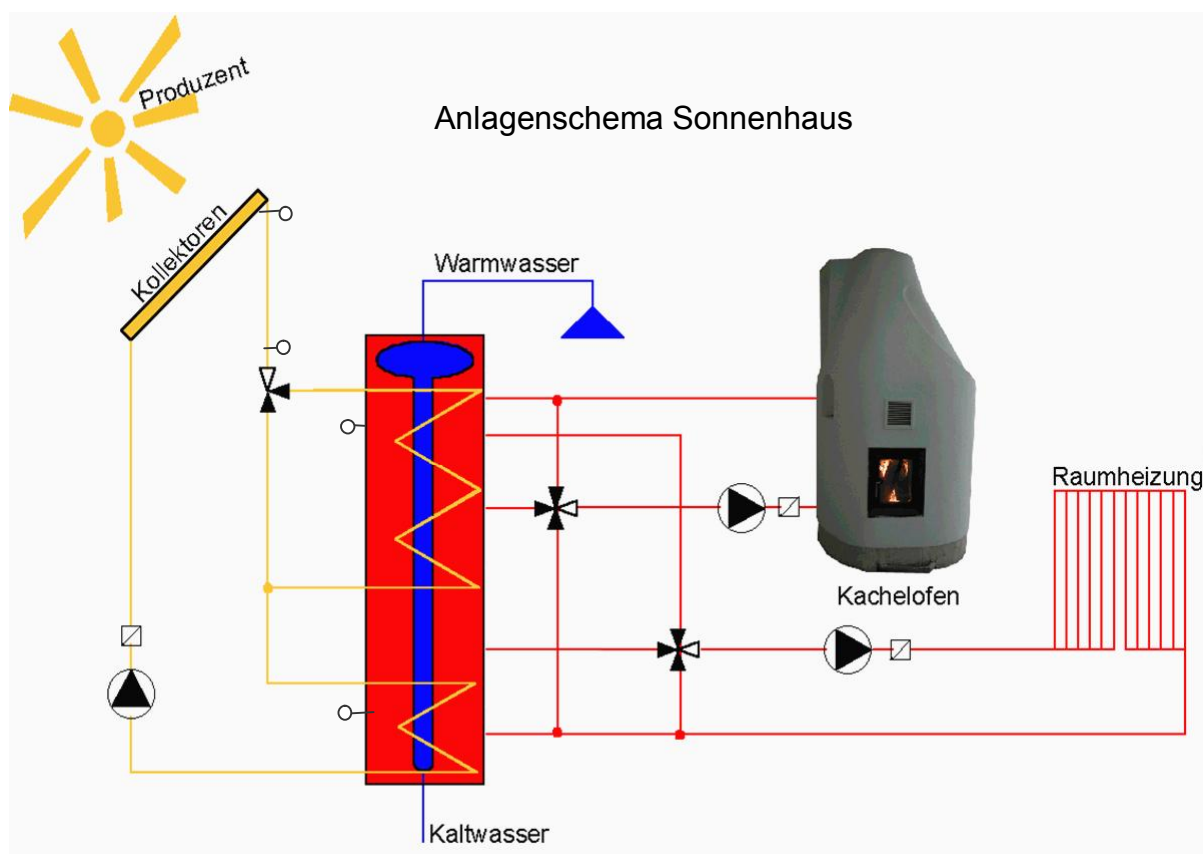 Produzent
Anlagenschema Sonnenhaus
Kollektoren
Warmwasser
Raumheizung
Kachelofen
Kaltwasser